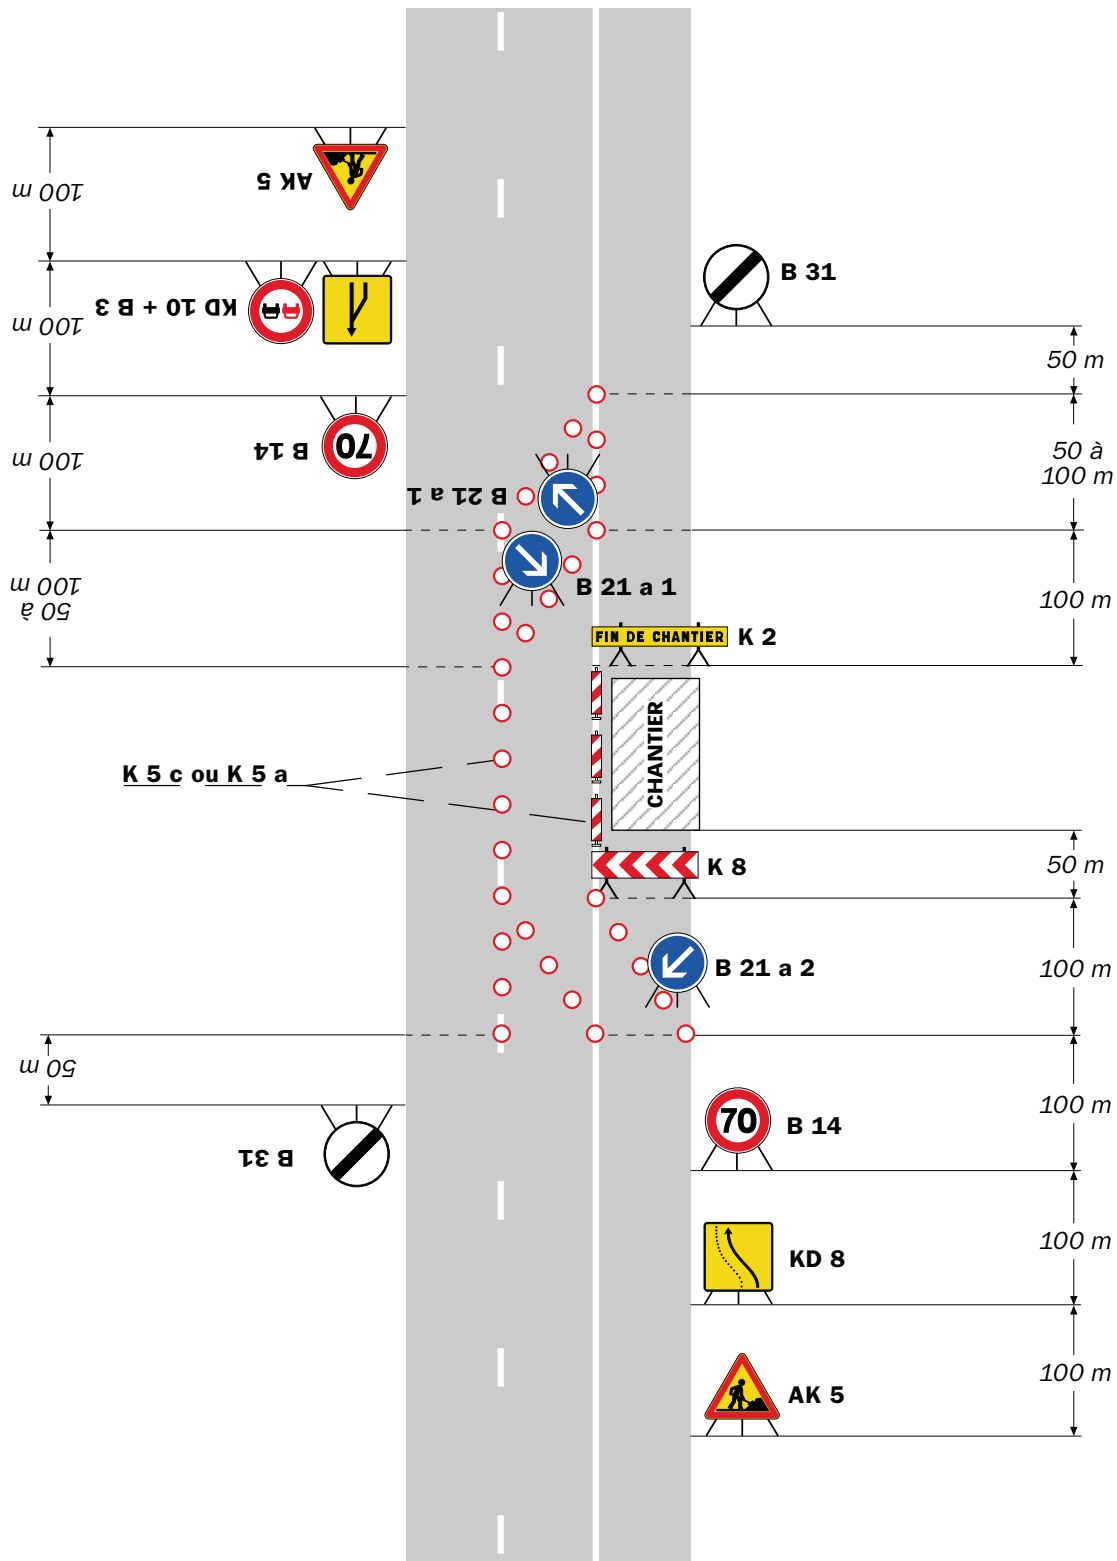 100 m
AK 5
100 m
KD 10 + B 3
B 31
50 m
100 m
B 14
70
50 à
100 m
B 21 a 1
50 à
100 m
B 21 a 1
100 m
FIN DE CHANTIER
K 2
CHANTIER
K 5 c ou K 5 a
K 8
50 m
B 21 a 2
100 m
50 m
B 31
70
B 14
100 m
KD 8
100 m
AK 5
100 m